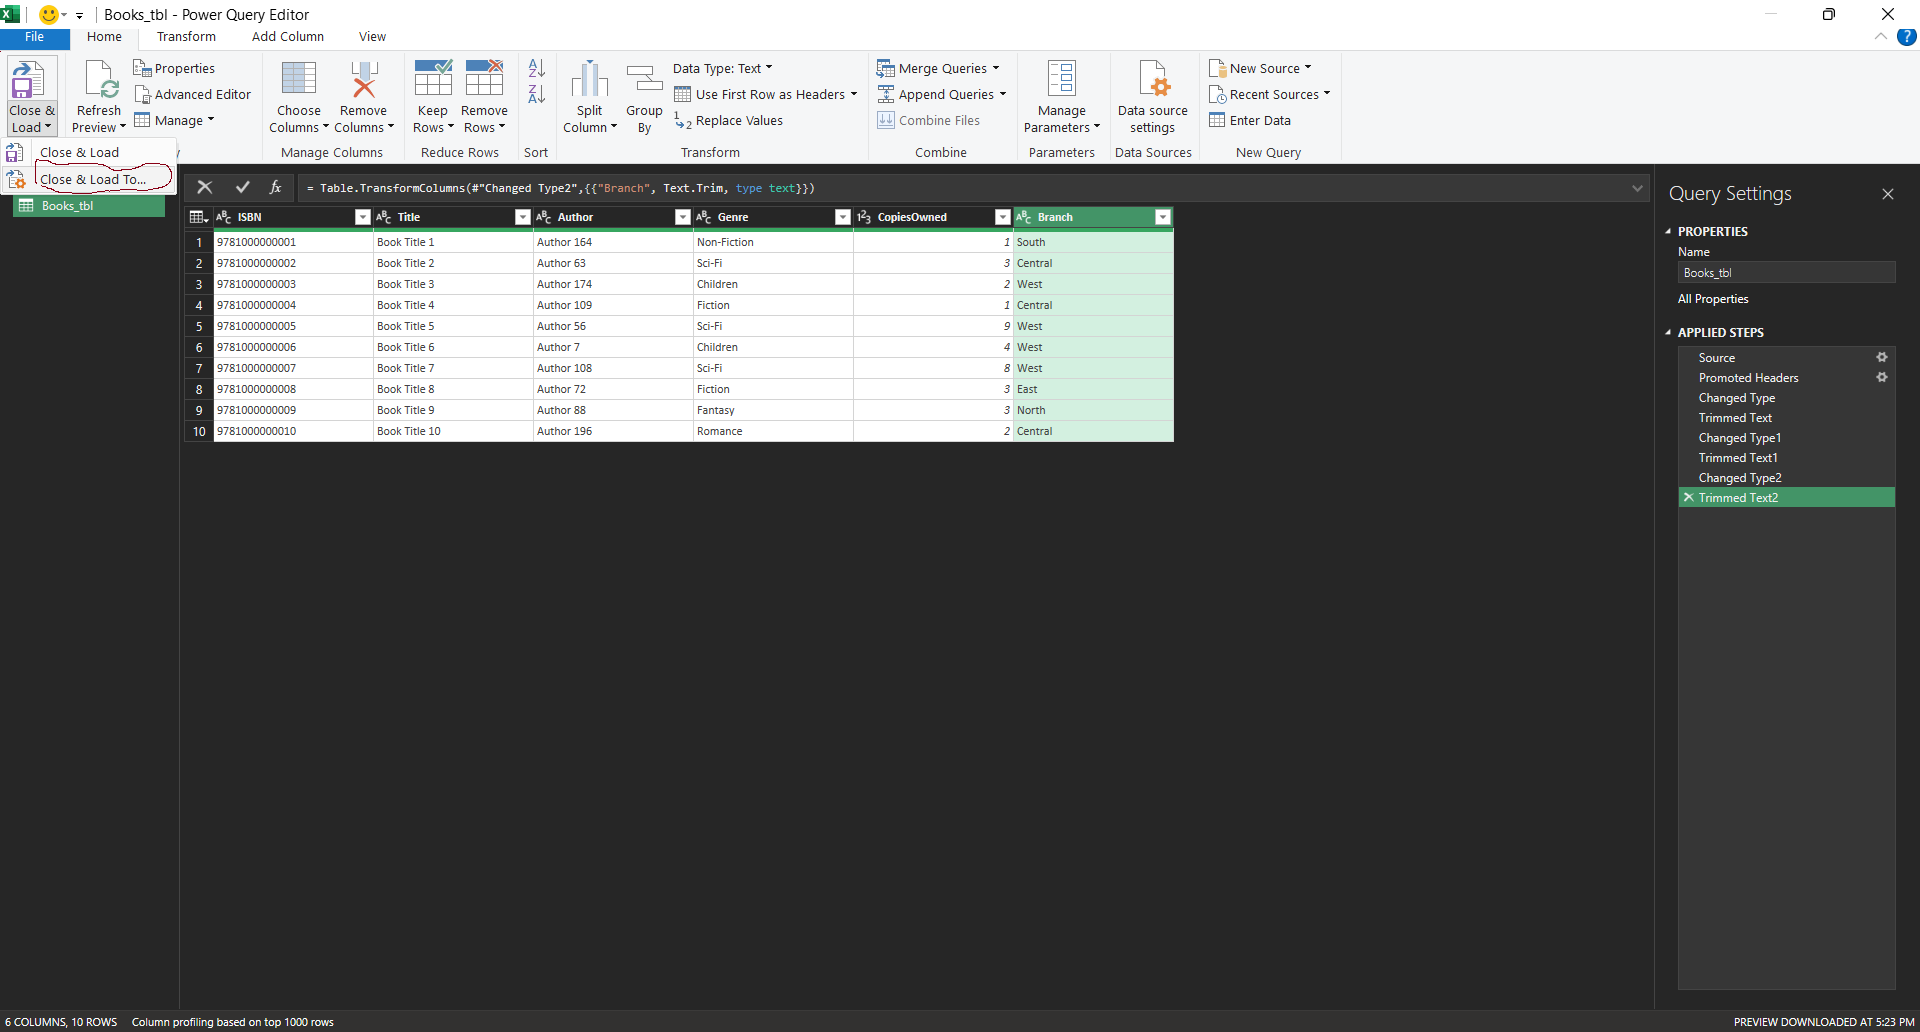 Books_tbl - Power Query Editor
File Home Transform Add Column View
Close & Load
Refresh Preview
Properties
Advanced Editor
Manage
Choose Columns
Remove Columns
Manage Columns
Keep Rows
Remove Rows
Reduce Rows
Sort
Split Column
Group By
Data Type: Text
Use First Row as Headers
Replace Values
Transform
Merge Queries
Append Queries
Combine Files
Combine
Manage Parameters
Parameters
Data source settings
Data Sources
New Source
Recent Sources
Enter Data
New Query
Close & Load
Close & Load To...
Books_tbl
fx = Table.TransformColumns(#"Changed Type2",{{"Branch", Text.Trim, type text}})
ABC ISBN ABC Title ABC Author ABC Genre 123 CopiesOwned ABC Branch
1 9781000000001 Book Title 1 Author 164 Non-Fiction 1 South
2 9781000000002 Book Title 2 Author 63 Sci-Fi 3 Central
3 9781000000003 Book Title 3 Author 174 Children 2 West
4 9781000000004 Book Title 4 Author 109 Fiction 1 Central
5 9781000000005 Book Title 5 Author 56 Sci-Fi 9 West
6 9781000000006 Book Title 6 Author 7 Children 4 West
7 9781000000007 Book Title 7 Author 108 Sci-Fi 8 West
8 9781000000008 Book Title 8 Author 72 Fiction 3 East
9 9781000000009 Book Title 9 Author 88 Fantasy 3 North
10 9781000000010 Book Title 10 Author 196 Romance 2 Central
Query Settings
PROPERTIES
Name
Books_tbl
All Properties
APPLIED STEPS
Source
Promoted Headers
Changed Type
Trimmed Text
Changed Type1
Trimmed Text1
Changed Type2
Trimmed Text2
6 COLUMNS, 10 ROWS Column profiling based on top 1000 rows
PREVIEW DOWNLOADED AT 5:23 PM